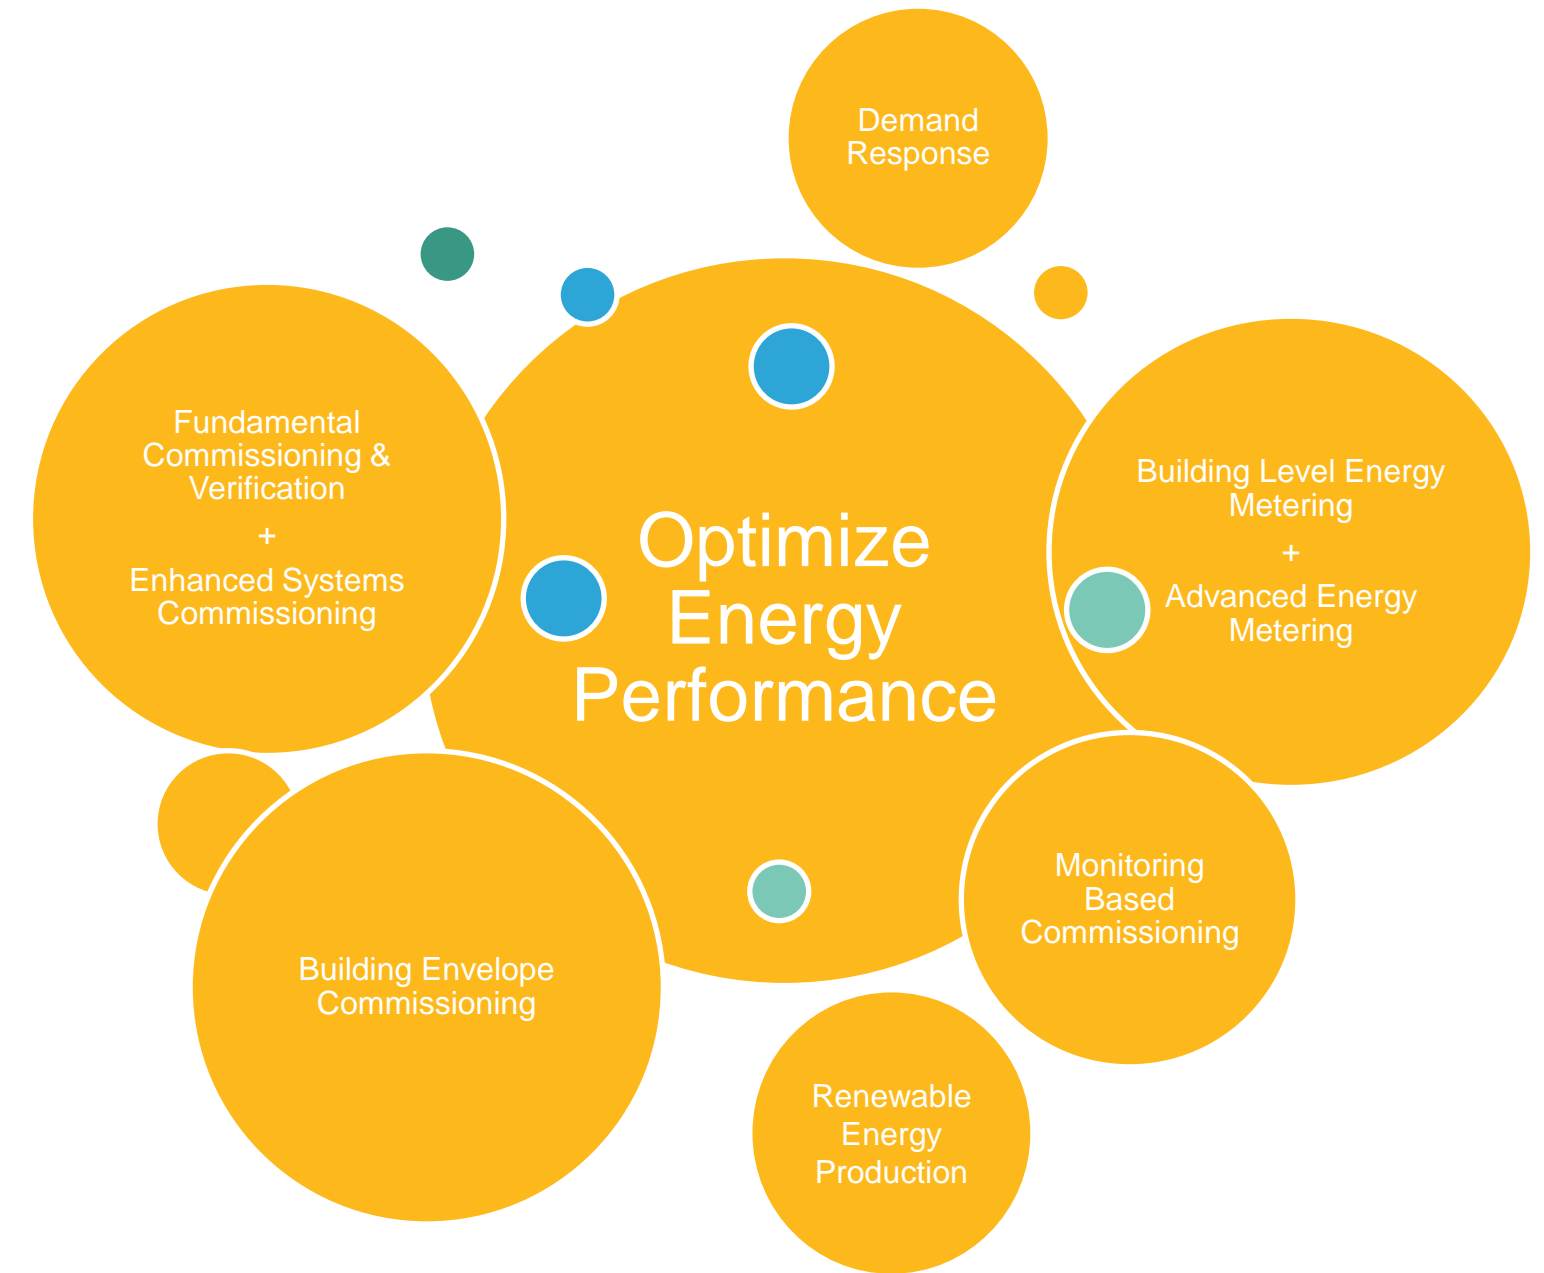 Demand
Response
Fundamental
Commissioning &
Verification
+
Enhanced Systems
Commissioning
Optimize
Energy
Performance
Building Level Energy
Metering
+
Advanced Energy
Metering
Monitoring
Based
Commissioning
Building Envelope
Commissioning
Renewable
Energy
Production